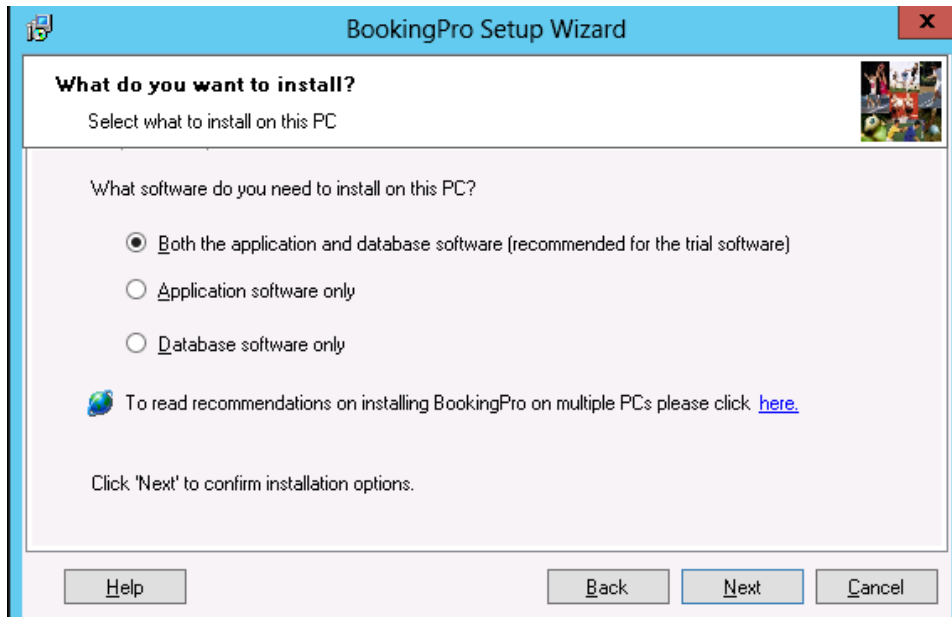 BookingPro Setup Wizard
x
What do you want to install?
Select what to install on this PC
What software do you need to install on this PC?
Both the application and database software (recommended for the trial software)
Application software only
Database software only
To read recommendations on installing BookingPro on multiple PCs please click here.
Click 'Next' to confirm installation options.
Help
Back
Next
Cancel